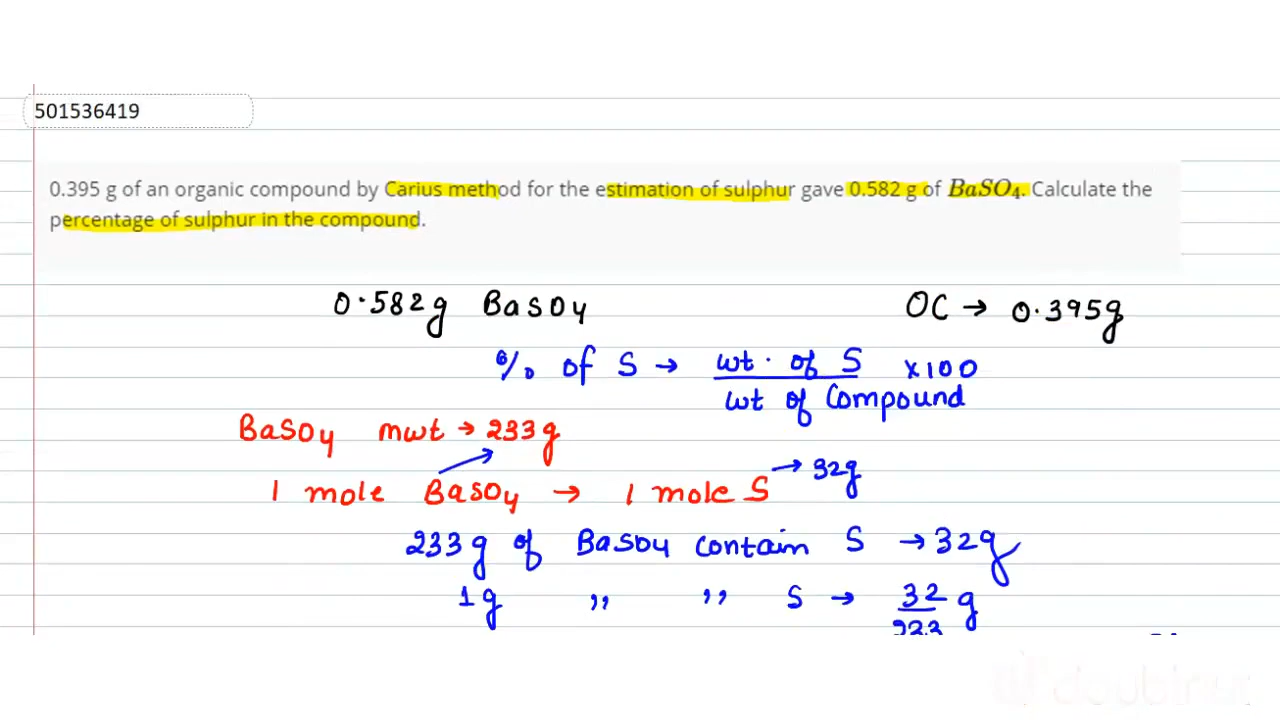 501536419
0.395 g of an organic compound by Carius method for the estimation of sulphur gave 0.582 g of BaSO₄. Calculate the
percentage of sulphur in the compound.
0.582g BaSO4 OC → 0.395g
% of S → wt. of S / wt of Compound ×100
BaSO4 mwt → 233g
1 mole BaSO4 → 1 mole S → 32g
233g of BaSO4 contain S → 32g
1g ,, ,, S → 32/233 g